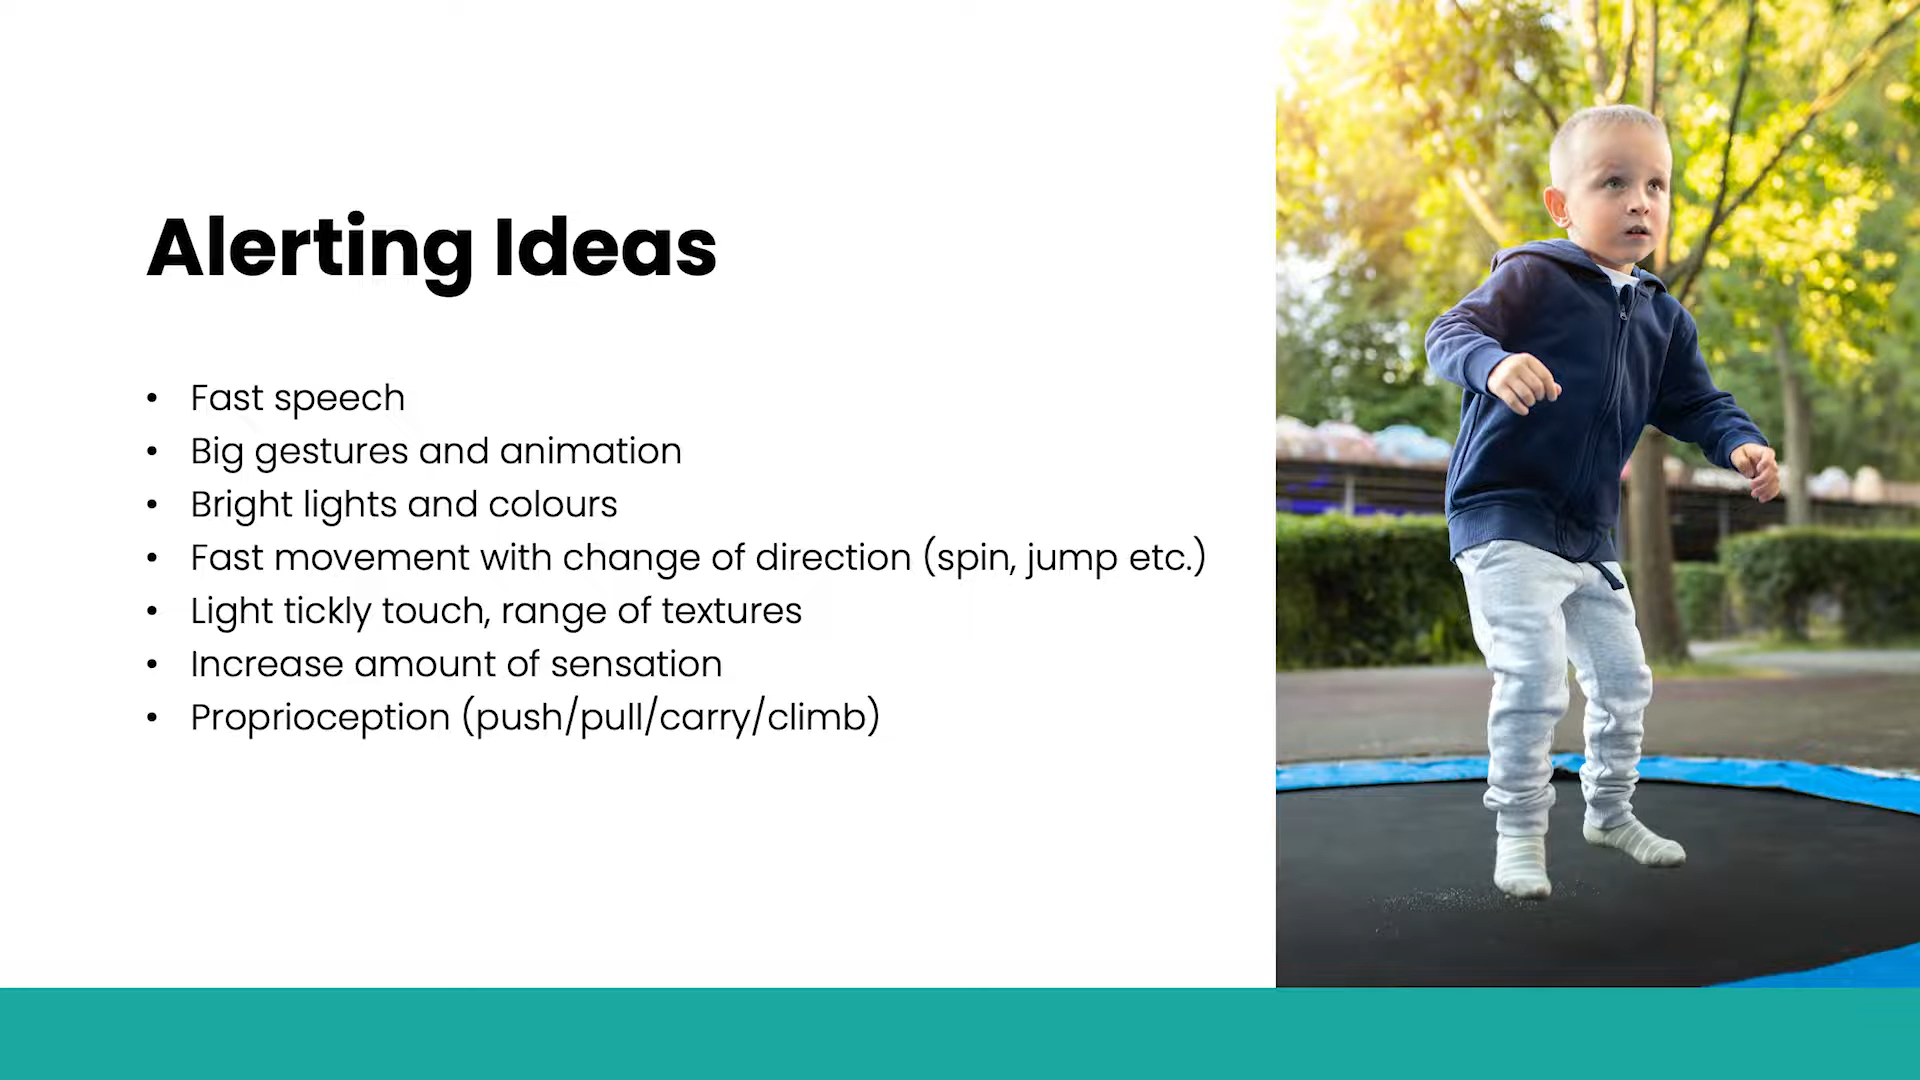 Alerting Ideas
• Fast speech
• Big gestures and animation
• Bright lights and colours
• Fast movement with change of direction (spin, jump etc.)
• Light tickly touch, range of textures
• Increase amount of sensation
• Proprioception (push/pull/carry/climb)